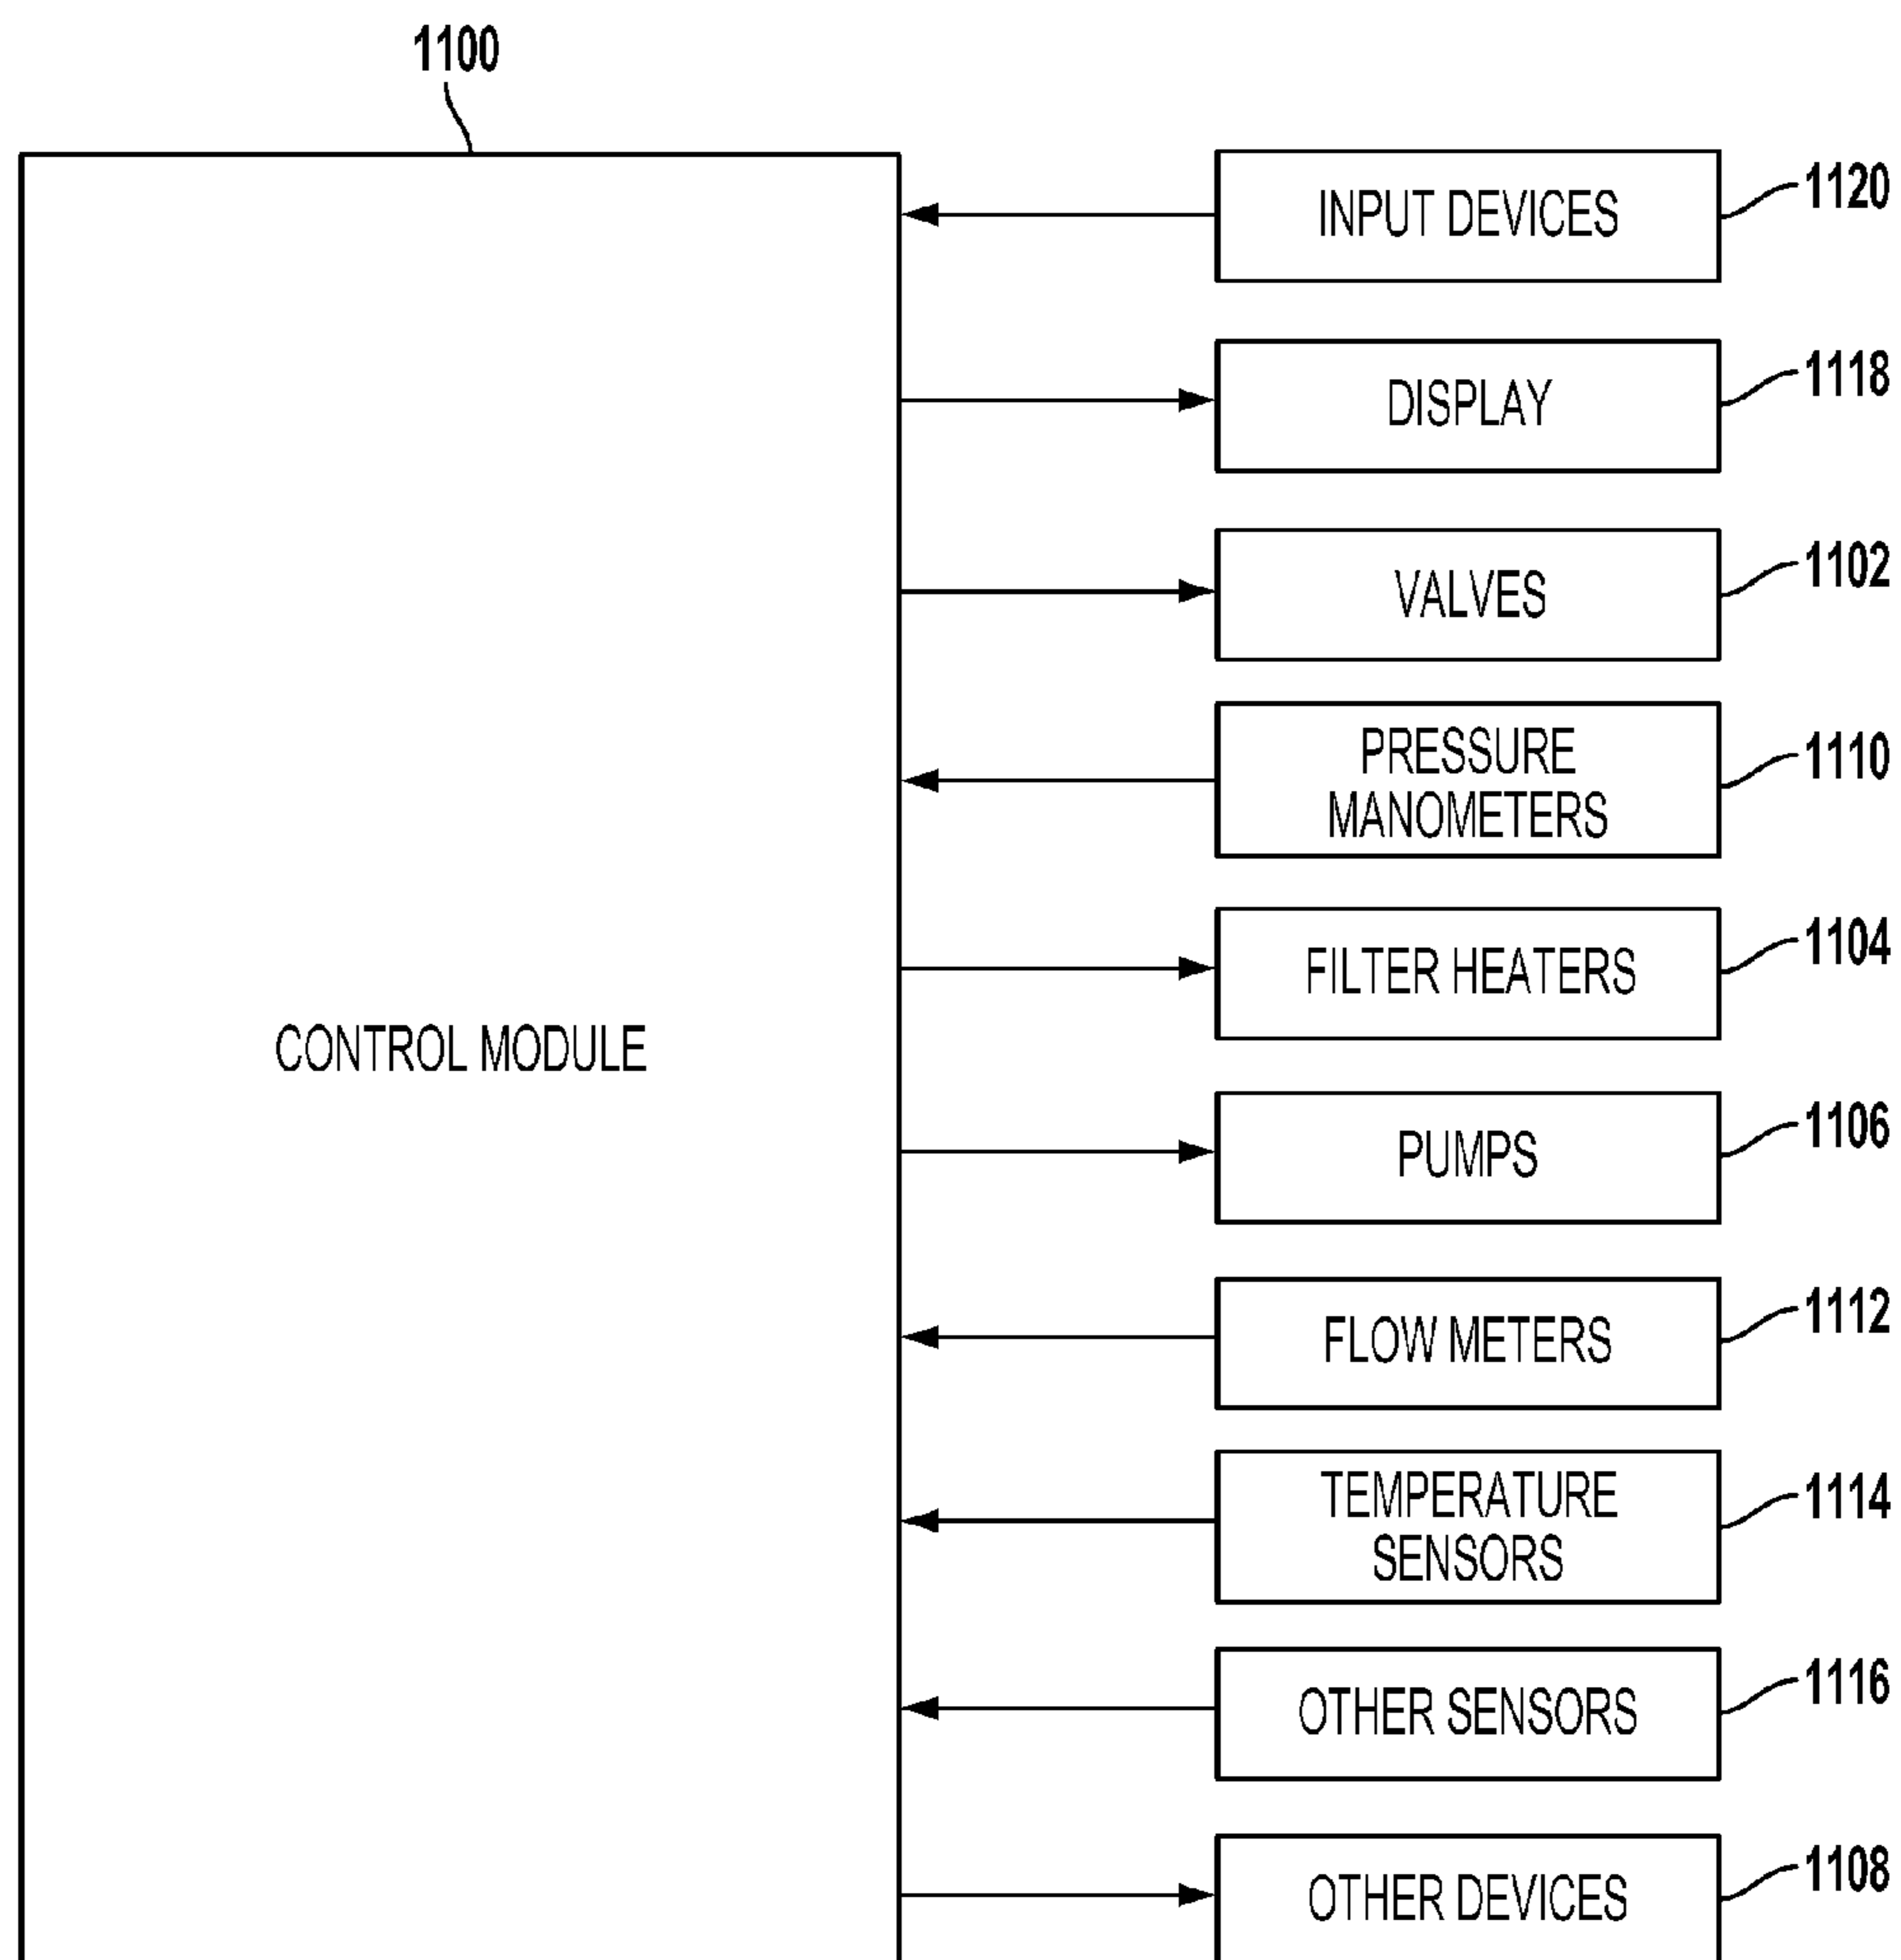 1100
INPUT DEVICES 1120
DISPLAY 1118
VALVES 1102
PRESSURE
MANOMETERS 1110
FILTER HEATERS 1104
CONTROL MODULE
PUMPS 1106
FLOW METERS 1112
TEMPERATURE
SENSORS 1114
OTHER SENSORS 1116
OTHER DEVICES 1108